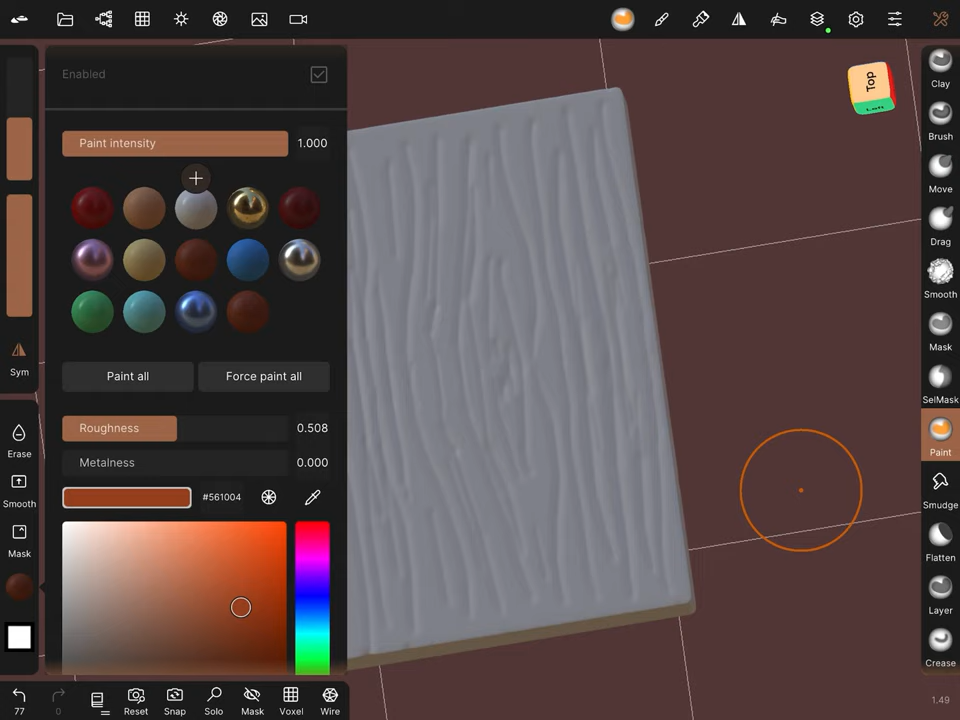 Enabled
Paint intensity 1.000
Paint all Force paint all
Roughness 0.508
Metalness 0.000
#561004
Sym
Erase
Smooth
Mask
77
0
Reset
Snap
Solo
Mask
Voxel
Wire
Top
Left
Clay
Brush
Move
Drag
Smooth
Mask
SelMask
Paint
Smudge
Flatten
Layer
Crease
1.49